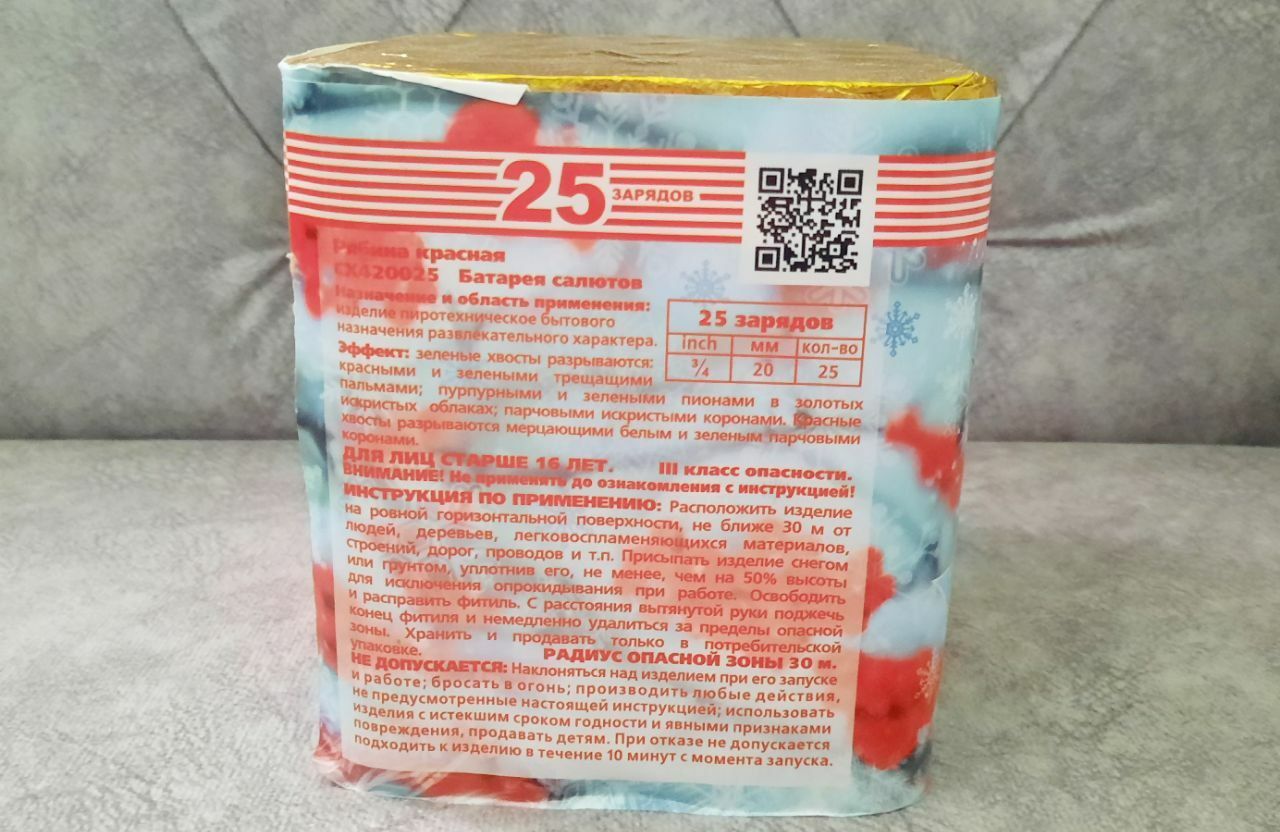 25 ЗАРЯДОВ
Рябина красная
СХ420025 Батарея салютов
Назначение и область применения:
изделие пиротехническое бытового
назначения развлекательного характера.
25 зарядов
inch мм кол-во
¾ 20 25
Эффект: зеленые хвосты разрываются:
красными и зелеными трещащими
пальмами; пурпурными и зелеными пионами в золотых
искристых облаках; парчовыми искристыми коронами. Красные
хвосты разрываются мерцающими белым и зеленым парчовыми
коронами.
ДЛЯ ЛИЦ СТАРШЕ 16 ЛЕТ. III класс опасности.
ВНИМАНИЕ! Не применять до ознакомления с инструкцией!
ИНСТРУКЦИЯ ПО ПРИМЕНЕНИЮ: Расположить изделие
на ровной горизонтальной поверхности, не ближе 30 м от
людей, деревьев, легковоспламеняющихся материалов,
строений, дорог, проводов и т.п. Присыпать изделие снегом
или грунтом, уплотнив его, не менее, чем на 50% высоты
для исключения опрокидывания при работе. Освободить
и расправить фитиль. С расстояния вытянутой руки поджечь
конец фитиля и немедленно удалиться за пределы опасной
зоны. Хранить и продавать только в потребительской
упаковке. РАДИУС ОПАСНОЙ ЗОНЫ 30 м.
НЕ ДОПУСКАЕТСЯ: Наклоняться над изделием при его запуске
и работе; бросать в огонь; производить любые действия,
не предусмотренные настоящей инструкцией; использовать
изделия с истекшим сроком годности и явными признаками
повреждения, продавать детям. При отказе не допускается
подходить к изделию в течение 10 минут с момента запуска.